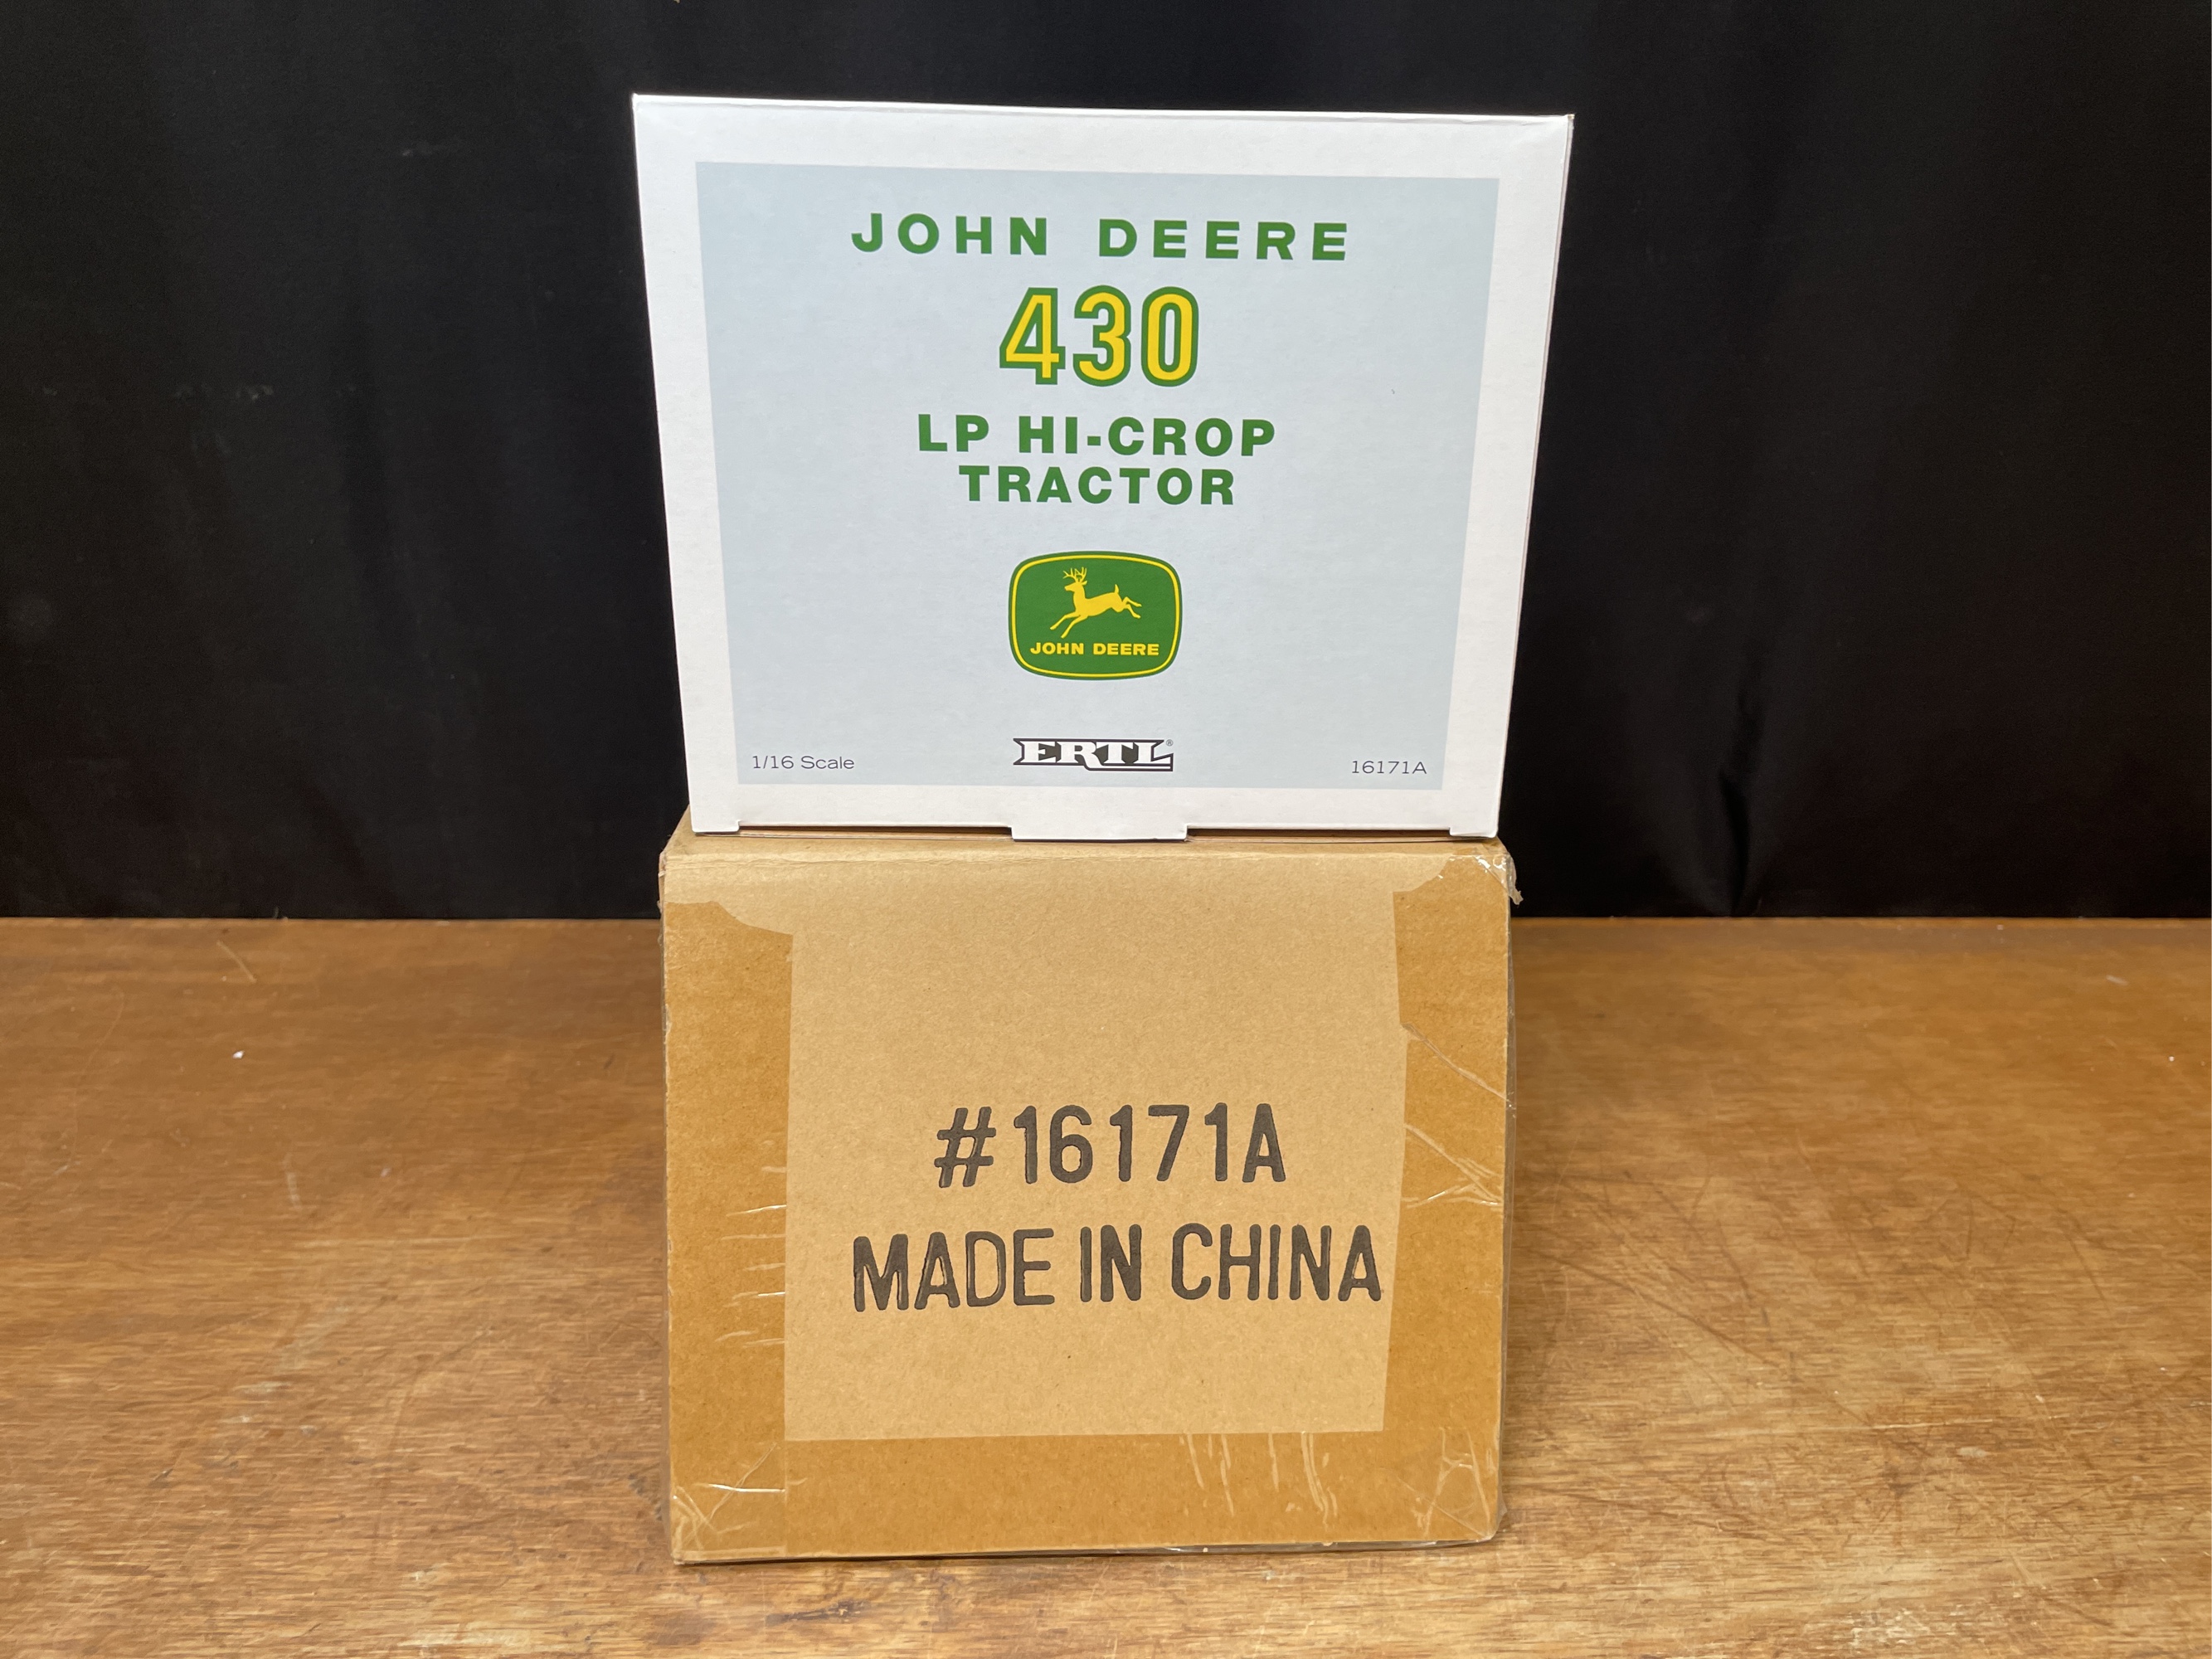 JOHN DEERE
430
LP HI-CROP
TRACTOR
JOHN DEERE
1/16 Scale
ERTL®
16171A
#16171A
MADE IN CHINA